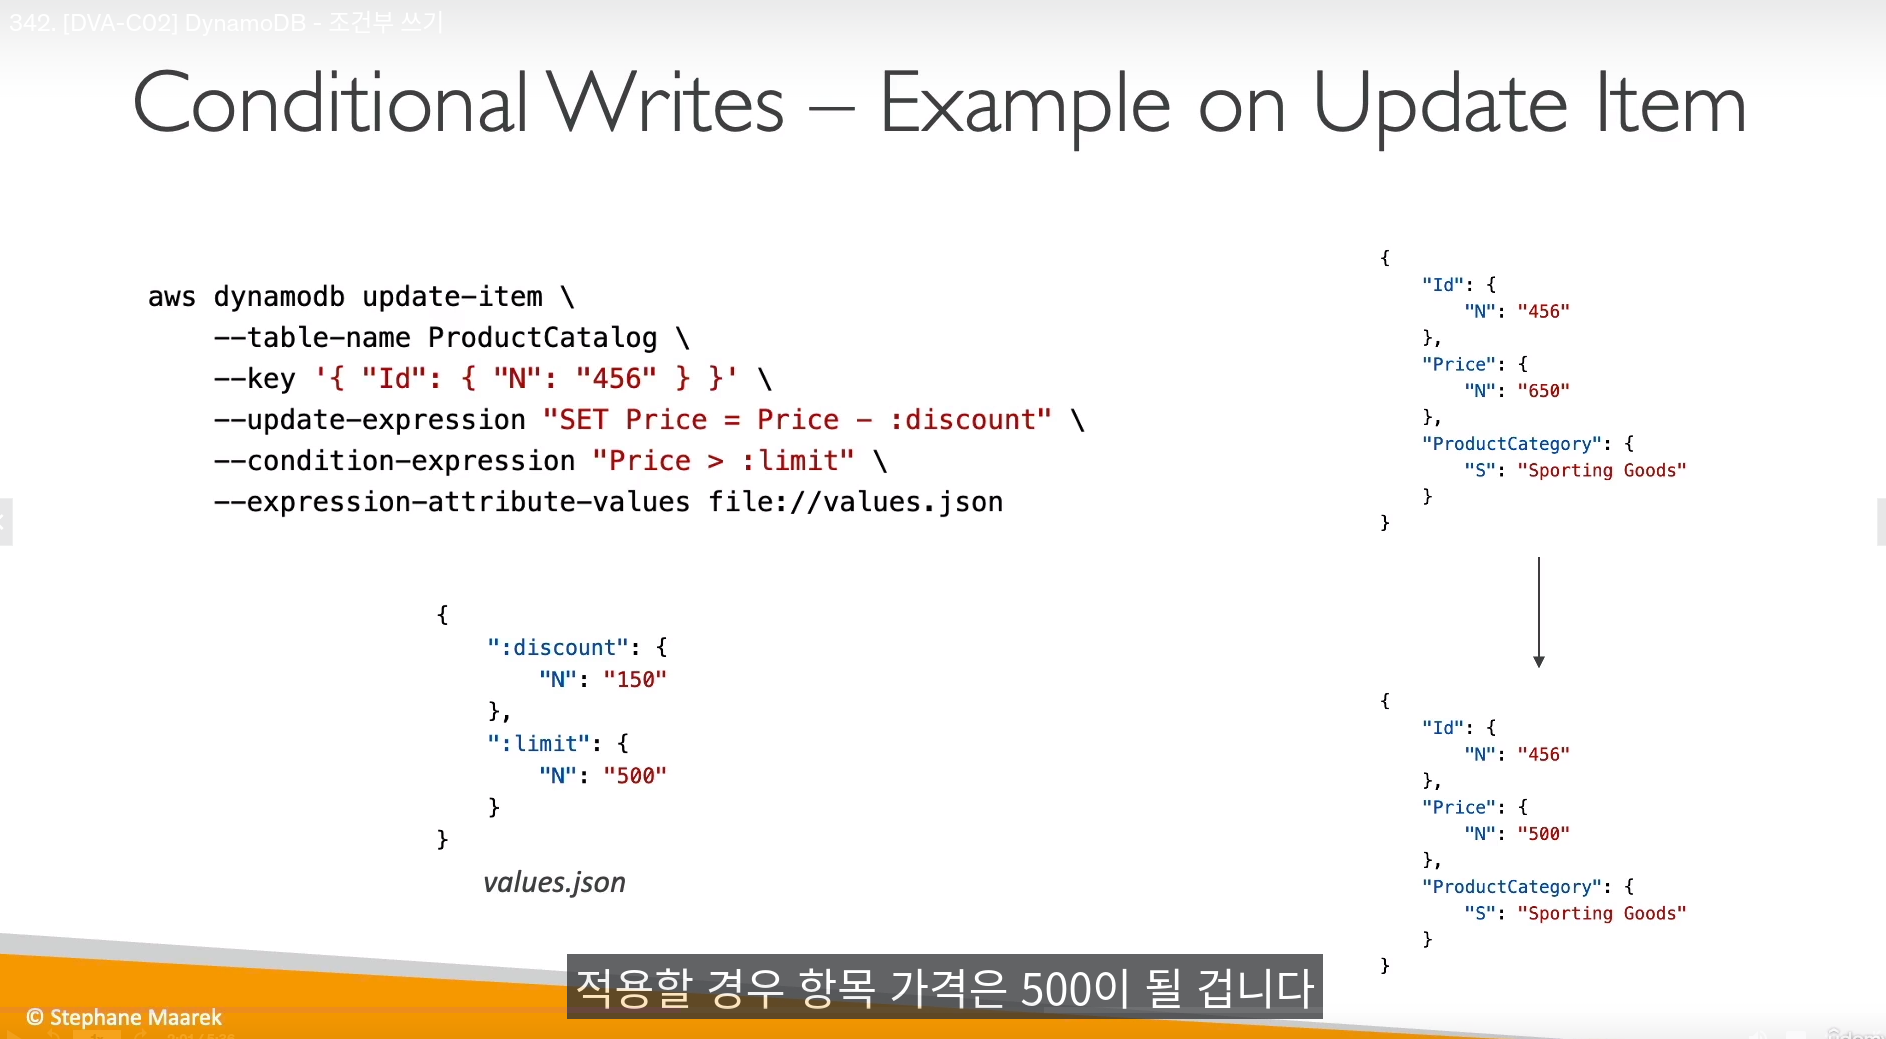 342. [DVA-C02] DynamoDB - 조건부 쓰기
Conditional Writes – Example on Update Item
aws dynamodb update-item \
--table-name ProductCatalog \
--key '{ "Id": { "N": "456" } }' \
--update-expression "SET Price = Price - :discount" \
--condition-expression "Price > :limit" \
--expression-attribute-values file://values.json
{
":discount": {
"N": "150"
},
":limit": {
"N": "500"
}
}
values.json
{
"Id": {
"N": "456"
},
"Price": {
"N": "650"
},
"ProductCategory": {
"S": "Sporting Goods"
}
}
{
"Id": {
"N": "456"
},
"Price": {
"N": "500"
},
"ProductCategory": {
"S": "Sporting Goods"
}
}
적용할 경우 항목 가격은 500이 될 겁니다
© Stephane Maarek